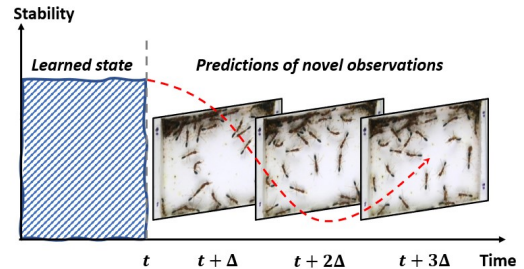 Stability
Learned state
Predictions of novel observations
t
t + Δ
t + 2Δ
t + 3Δ
Time